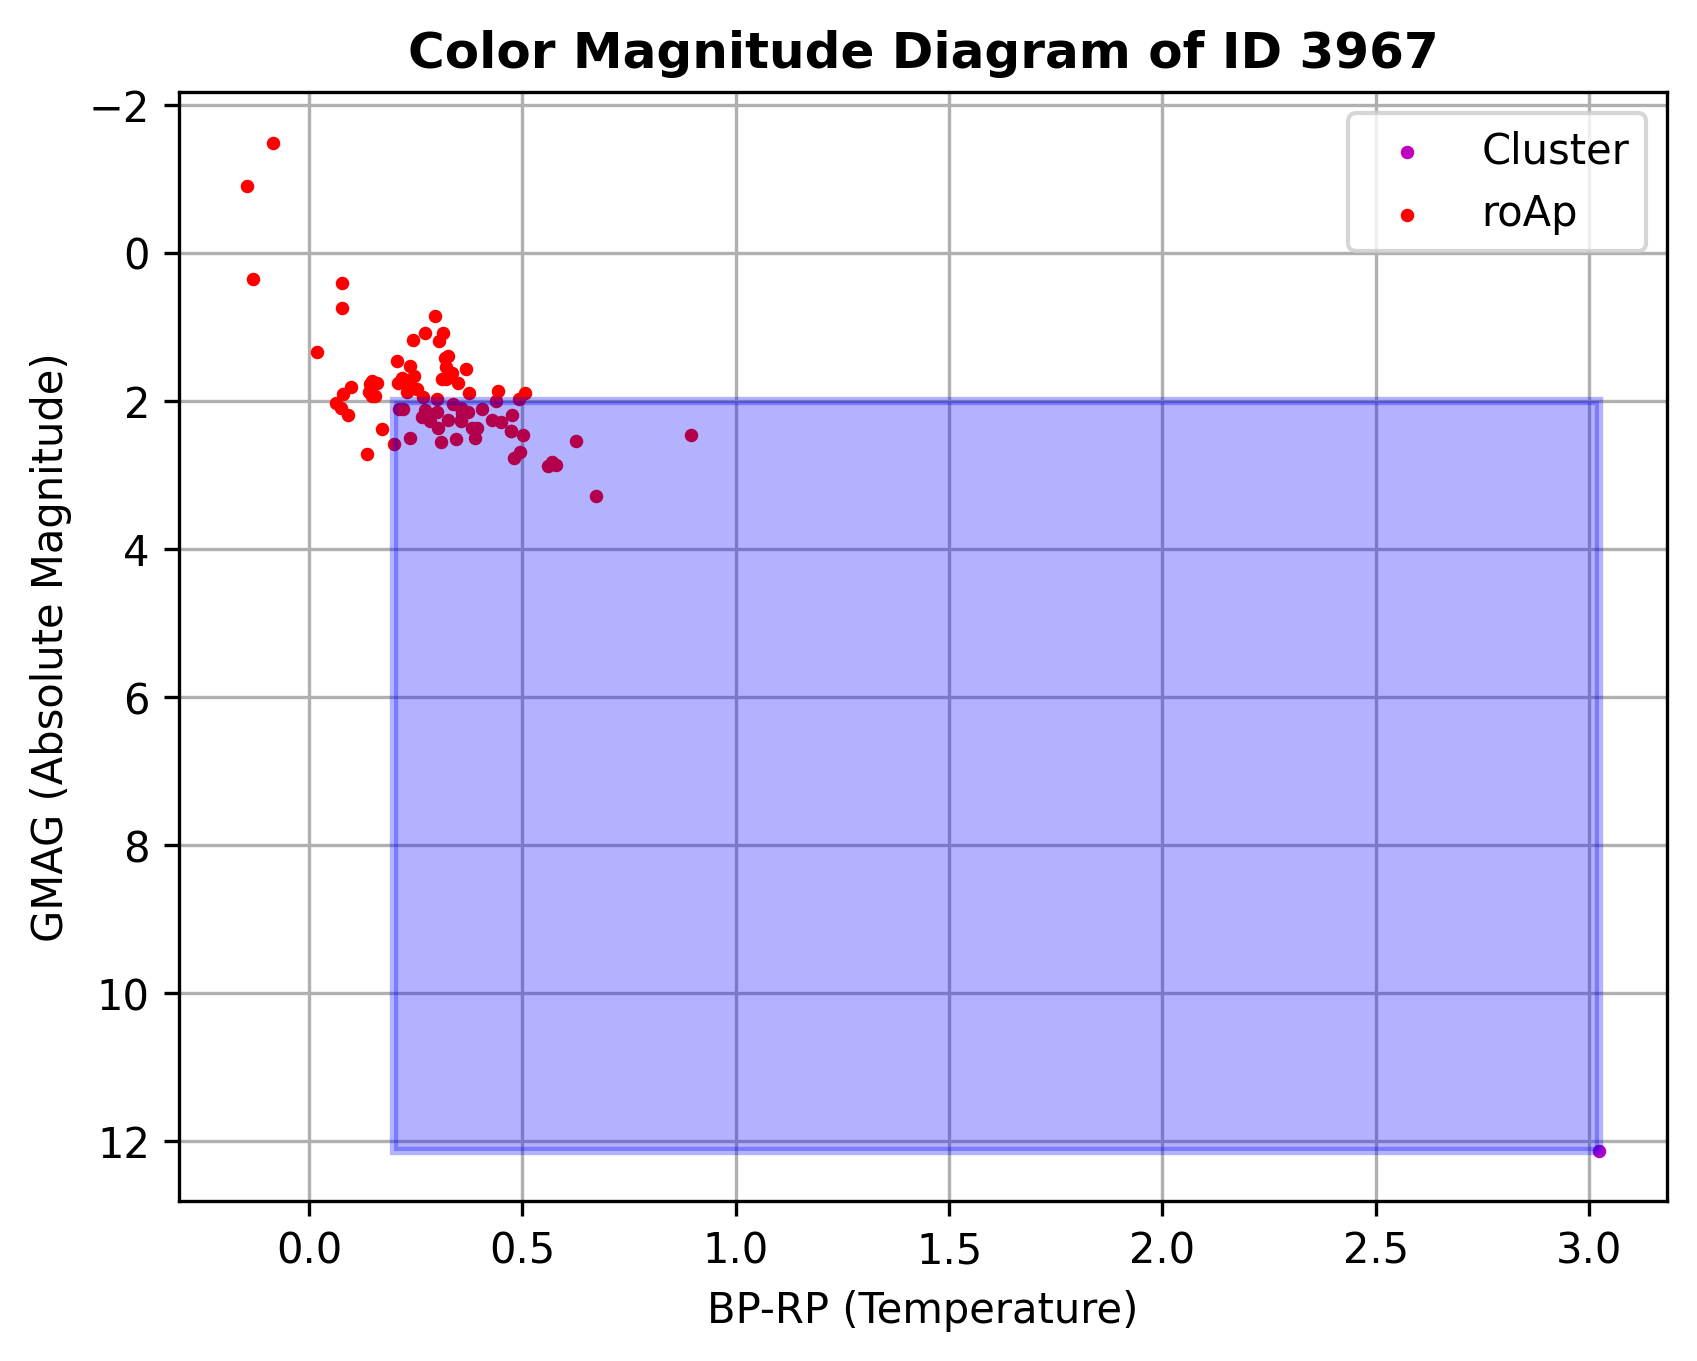 Color Magnitude Diagram of ID 3967
Cluster
roAp
−2
0
2
4
6
8
10
12
GMAG (Absolute Magnitude)
0.0 0.5 1.0 1.5 2.0 2.5 3.0
BP-RP (Temperature)